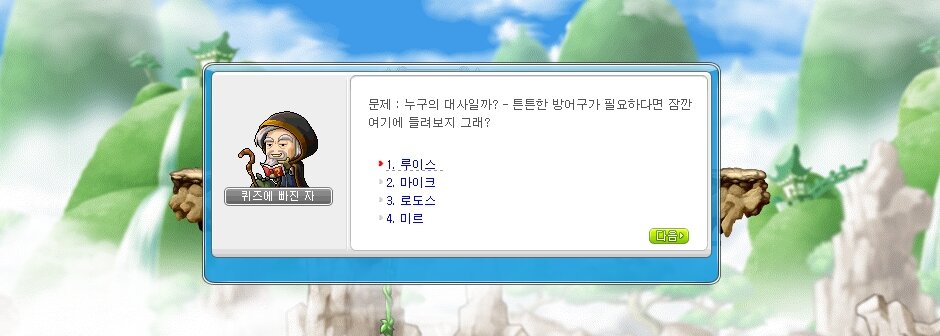 문제 : 누구의 대사일까? - 튼튼한 방어구가 필요하다면 잠깐
여기에 들려보지 그래?
1. 루이스
2. 마이크
3. 로도스
4. 미르
퀴즈에 빠진 자
다음